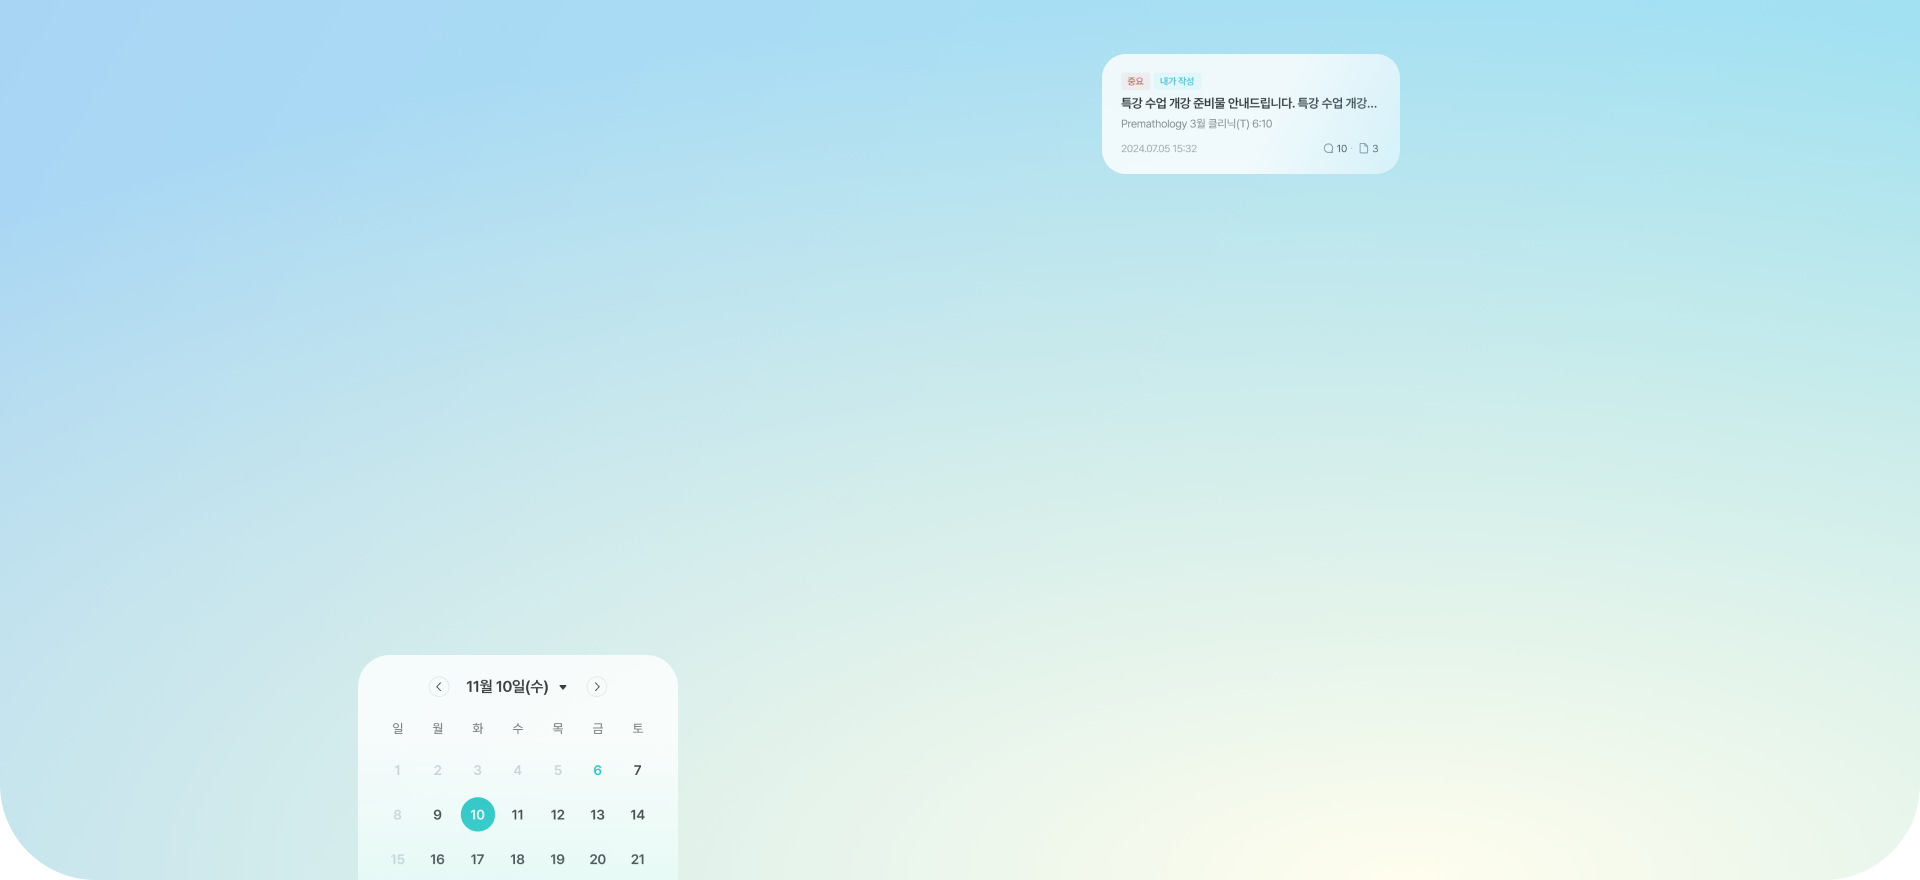 중요 내가 작성
특강 수업 개강 준비물 안내드립니다. 특강 수업 개강...
Premathology 3월 클리닉(T) 6:10
2024.07.05 15:32 10 · 3
11월 10일(수)
일 월 화 수 목 금 토
1 2 3 4 5 6 7
8 9 10 11 12 13 14
15 16 17 18 19 20 21